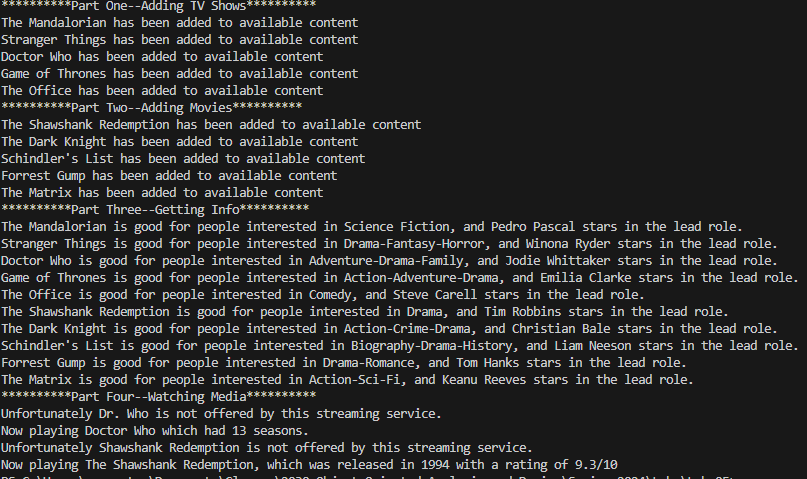 **********Part One--Adding TV Shows**********
The Mandalorian has been added to available content
Stranger Things has been added to available content
Doctor Who has been added to available content
Game of Thrones has been added to available content
The Office has been added to available content
**********Part Two--Adding Movies**********
The Shawshank Redemption has been added to available content
The Dark Knight has been added to available content
Schindler's List has been added to available content
Forrest Gump has been added to available content
The Matrix has been added to available content
**********Part Three--Getting Info**********
The Mandalorian is good for people interested in Science Fiction, and Pedro Pascal stars in the lead role.
Stranger Things is good for people interested in Drama-Fantasy-Horror, and Winona Ryder stars in the lead role.
Doctor Who is good for people interested in Adventure-Drama-Family, and Jodie Whittaker stars in the lead role.
Game of Thrones is good for people interested in Action-Adventure-Drama, and Emilia Clarke stars in the lead role.
The Office is good for people interested in Comedy, and Steve Carell stars in the lead role.
The Shawshank Redemption is good for people interested in Drama, and Tim Robbins stars in the lead role.
The Dark Knight is good for people interested in Action-Crime-Drama, and Christian Bale stars in the lead role.
Schindler's List is good for people interested in Biography-Drama-History, and Liam Neeson stars in the lead role.
Forrest Gump is good for people interested in Drama-Romance, and Tom Hanks stars in the lead role.
The Matrix is good for people interested in Action-Sci-Fi, and Keanu Reeves stars in the lead role.
**********Part Four--Watching Media**********
Unfortunately Dr. Who is not offered by this streaming service.
Now playing Doctor Who which had 13 seasons.
Unfortunately Shawshank Redemption is not offered by this streaming service.
Now playing The Shawshank Redemption, which was released in 1994 with a rating of 9.3/10